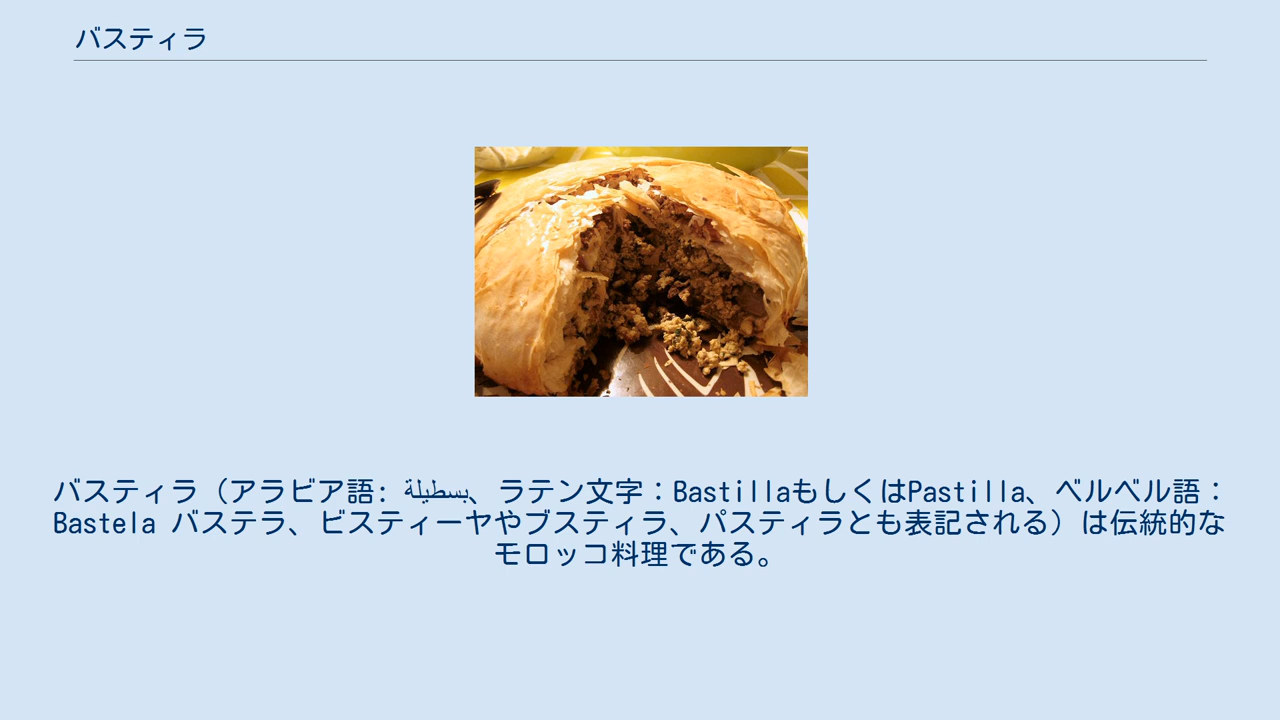 バスティラ
バスティラ（アラビア語: بسطيلة、ラテン文字：BastillaもしくはPastilla、ベルベル語：
Bastela バステラ、ビスティーヤやブスティラ、パスティラとも表記される）は伝統的な
モロッコ料理である。